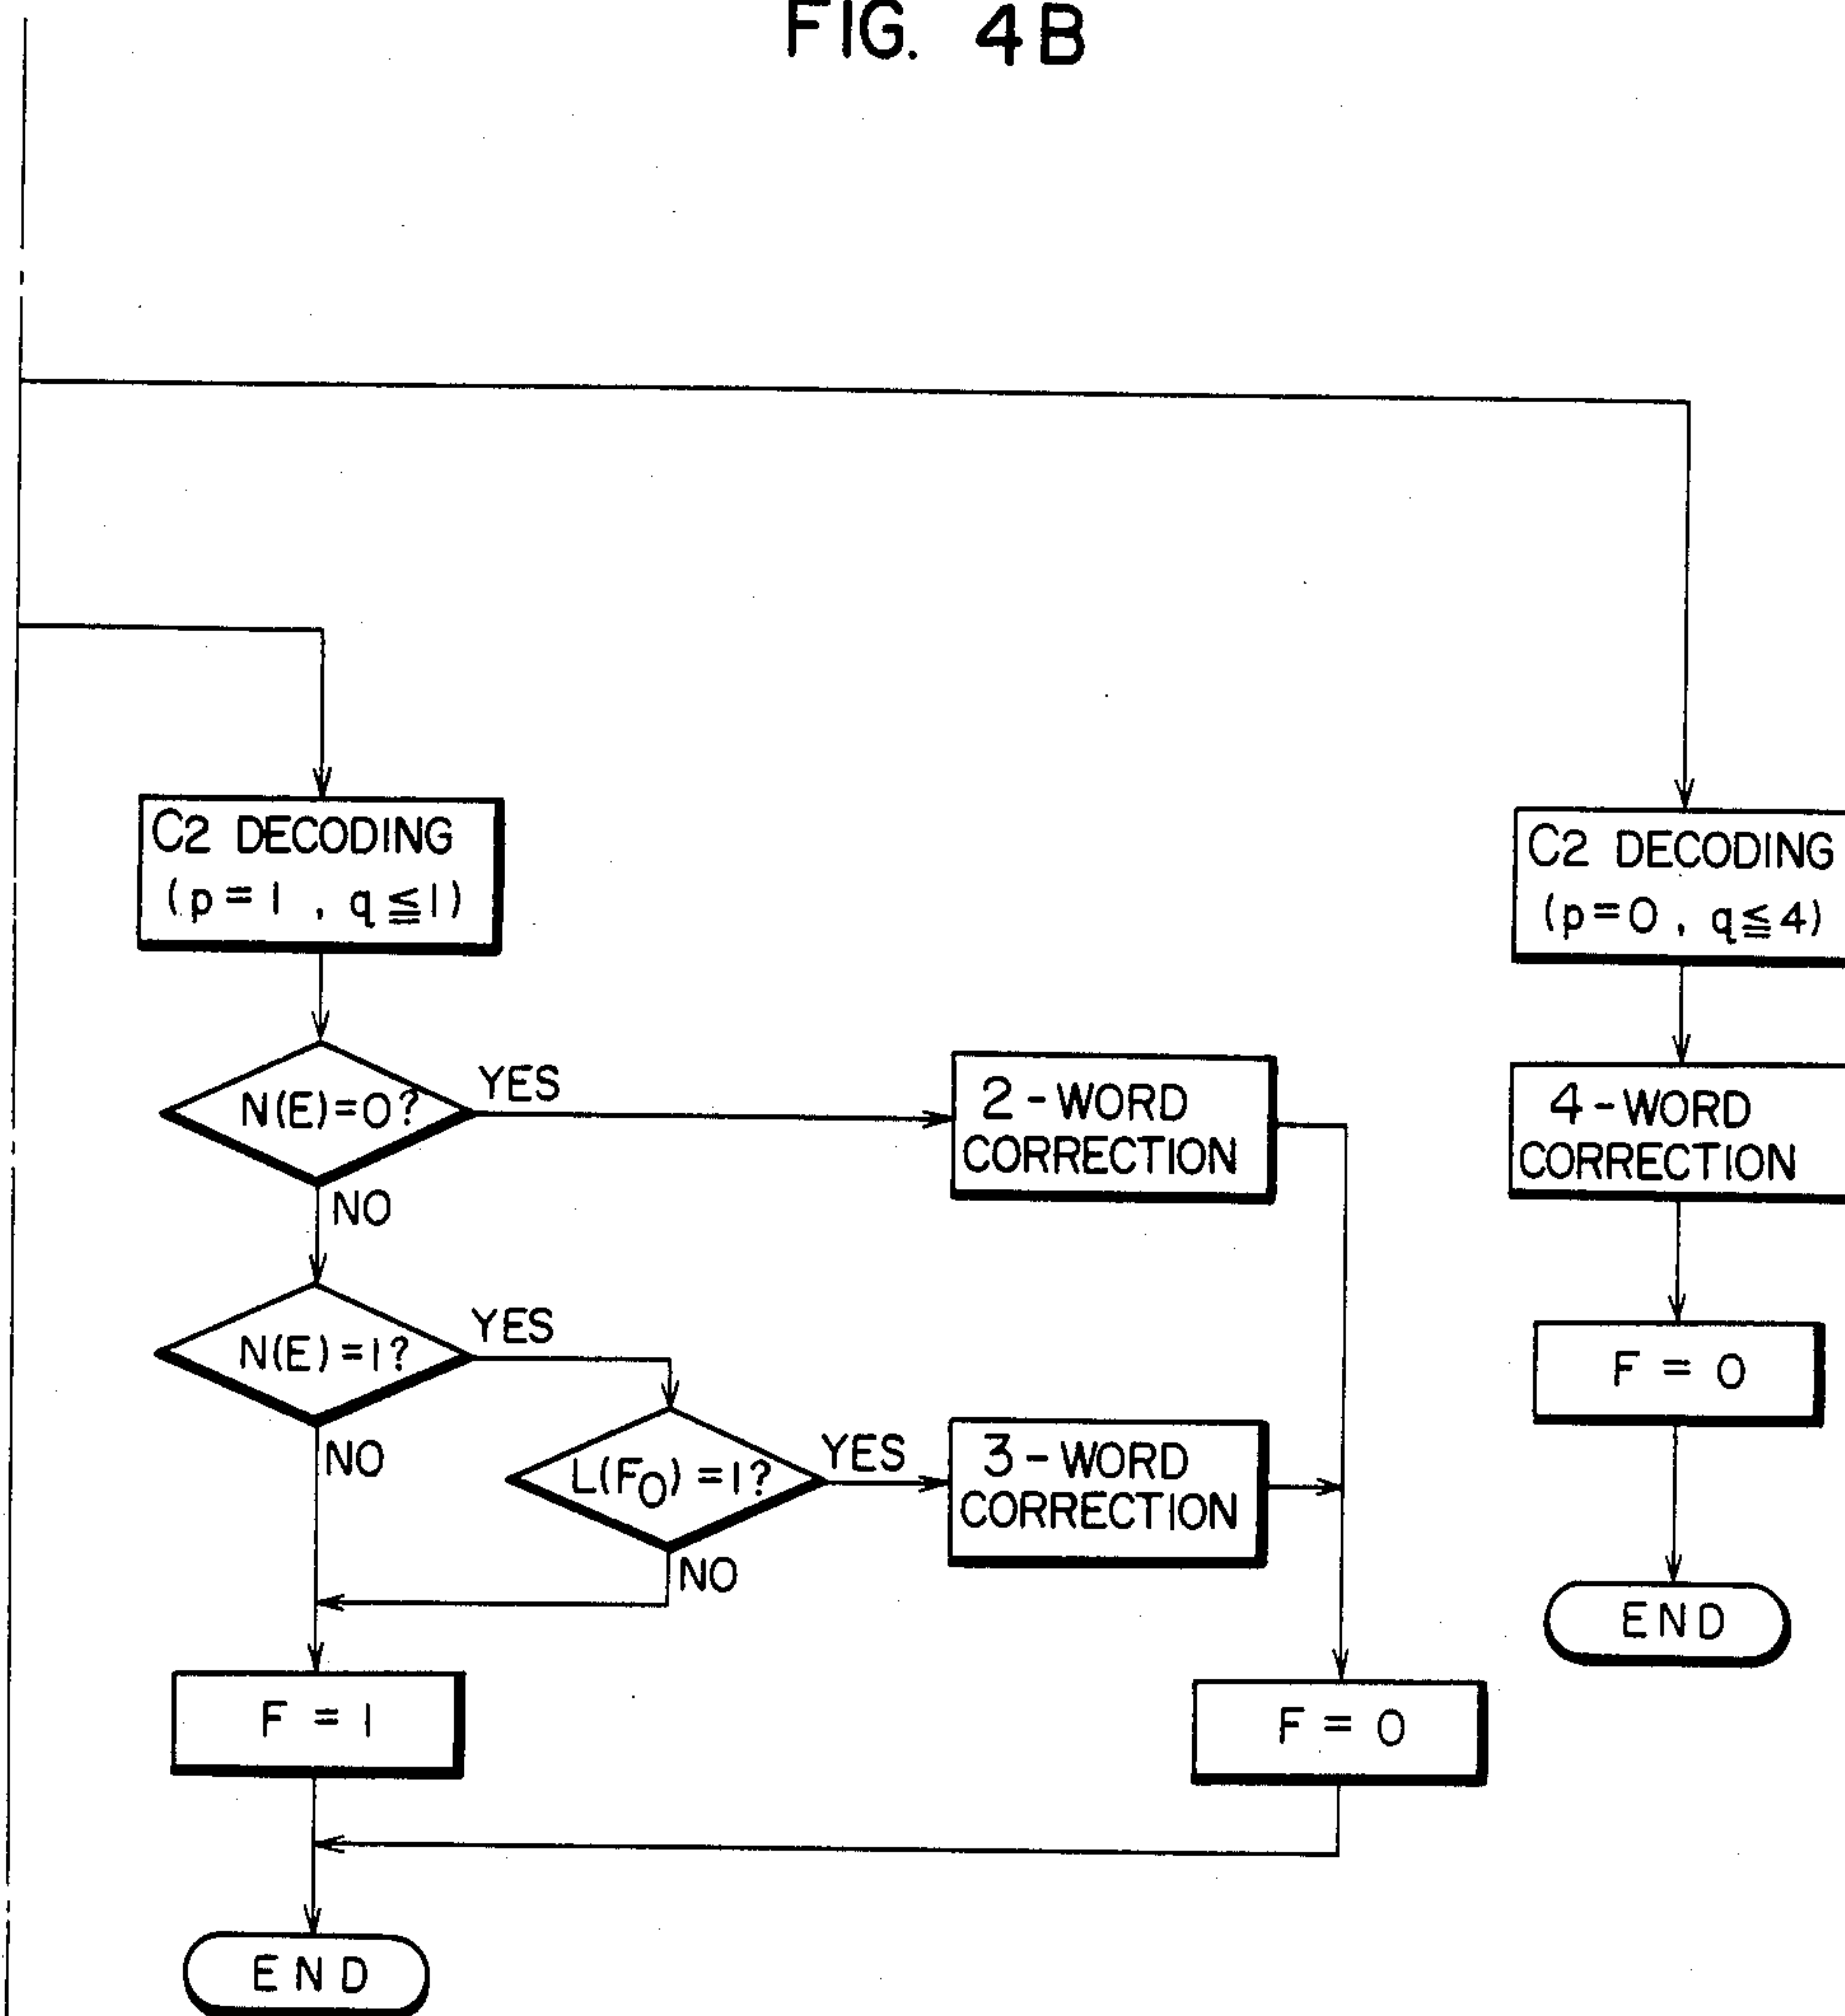 FIG. 4B
C2 DECODING
(p=1, q≦1)
N(E)=0?
YES
NO
2-WORD
CORRECTION
N(E)=1?
YES
NO
L(F0)=1?
YES
NO
3-WORD
CORRECTION
F=1
F=0
END
C2 DECODING
(p=0, q≦4)
4-WORD
CORRECTION
F=0
END